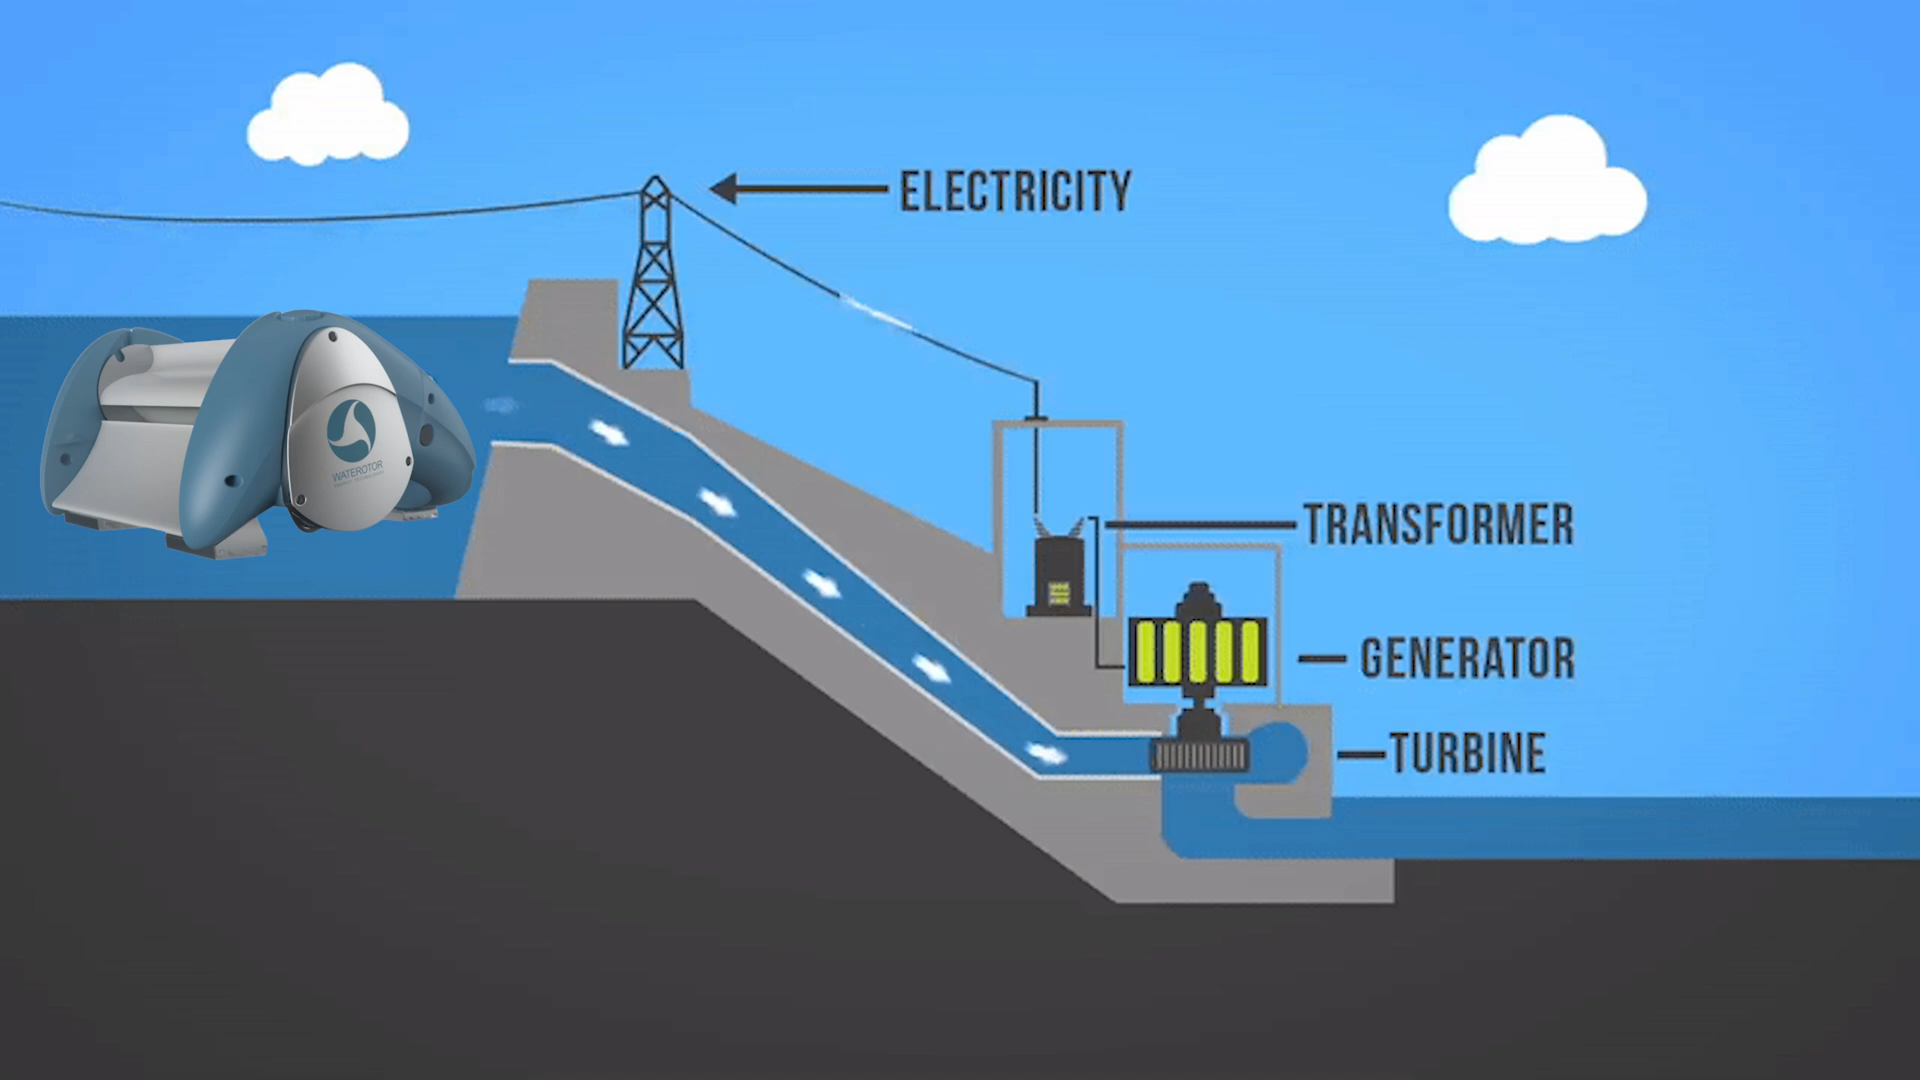 ELECTRICITY
TRANSFORMER
WATEROTOR
GENERATOR
TURBINE